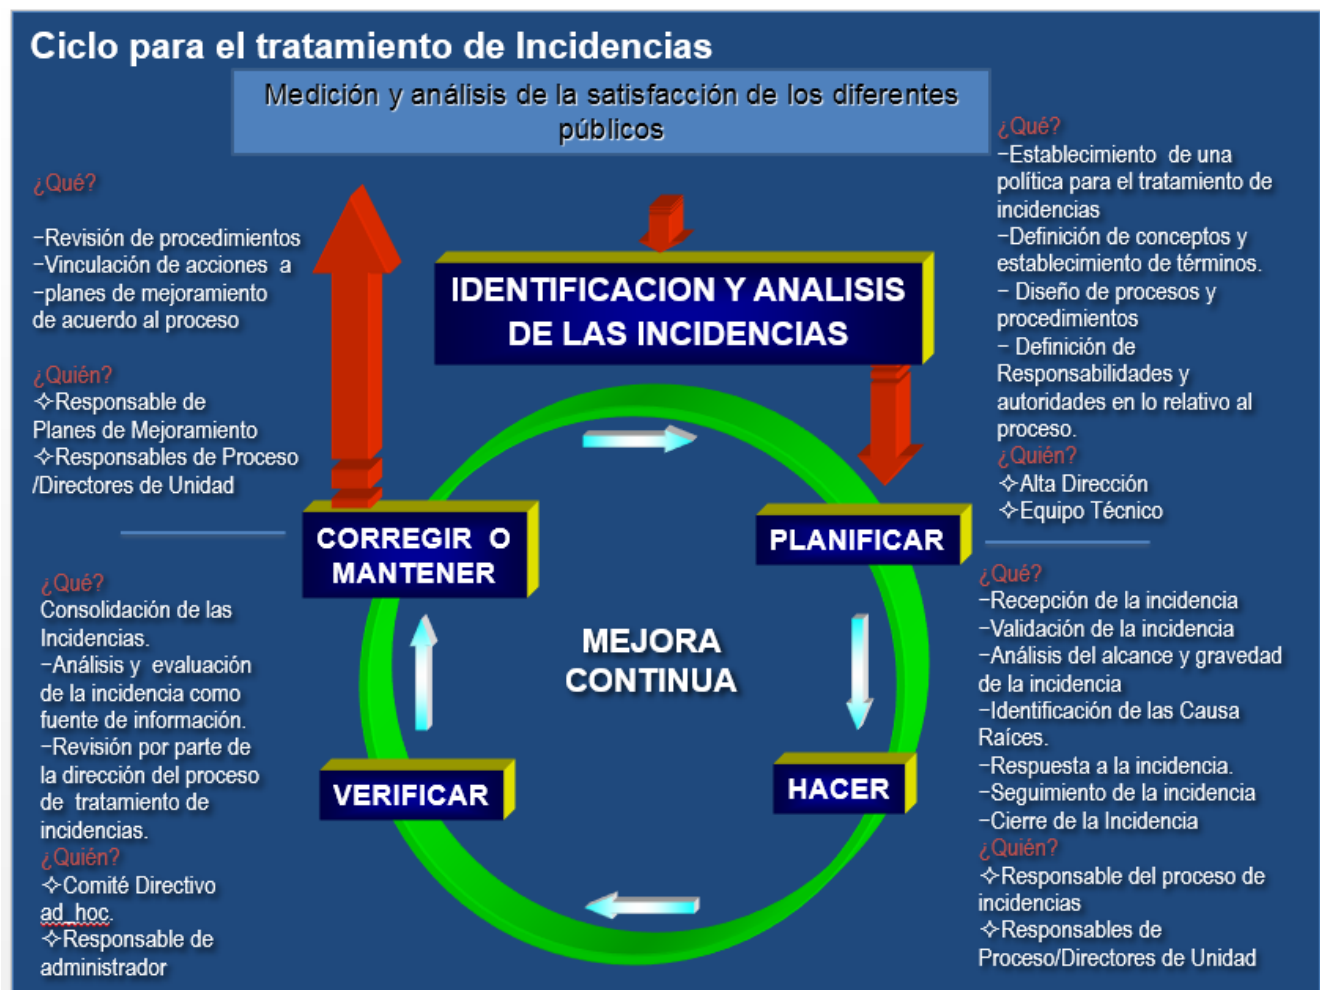 Ciclo para el tratamiento de Incidencias
Medición y análisis de la satisfacción de los diferentes
públicos
¿Qué?
−Revisión de procedimientos
−Vinculación de acciones a
−planes de mejoramiento
de acuerdo al proceso
¿Quién?
✧Responsable de
Planes de Mejoramiento
✧Responsables de Proceso
/Directores de Unidad
IDENTIFICACION Y ANALISIS
DE LAS INCIDENCIAS
¿Qué?
−Establecimiento de una
política para el tratamiento de
incidencias
−Definición de conceptos y
establecimiento de términos.
− Diseño de procesos y
procedimientos
− Definición de
Responsabilidades y
autoridades en lo relativo al
proceso.
¿Quién?
✧Alta Dirección
✧Equipo Técnico
CORREGIR O
MANTENER
PLANIFICAR
MEJORA
CONTINUA
VERIFICAR
HACER
¿Qué?
Consolidación de las
Incidencias.
−Análisis y evaluación
de la incidencia como
fuente de información.
−Revisión por parte de
la dirección del proceso
de tratamiento de
incidencias.
¿Quién?
✧Comité Directivo
ad_hoc.
✧Responsable de
administrador
¿Qué?
−Recepción de la incidencia
−Validación de la incidencia
−Análisis del alcance y gravedad
de la incidencia
−Identificación de las Causa
Raíces.
−Respuesta a la incidencia.
−Seguimiento de la incidencia
−Cierre de la Incidencia
¿Quién?
✧Responsable del proceso de
incidencias
✧Responsables de
Proceso/Directores de Unidad